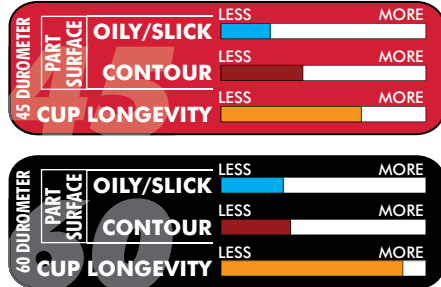 45 DUROMETER
45
PART
SURFACE
LESS MORE
OILY/SLICK
LESS MORE
CONTOUR
LESS MORE
CUP LONGEVITY
60 DUROMETER
60
PART
SURFACE
LESS MORE
OILY/SLICK
LESS MORE
CONTOUR
LESS MORE
CUP LONGEVITY